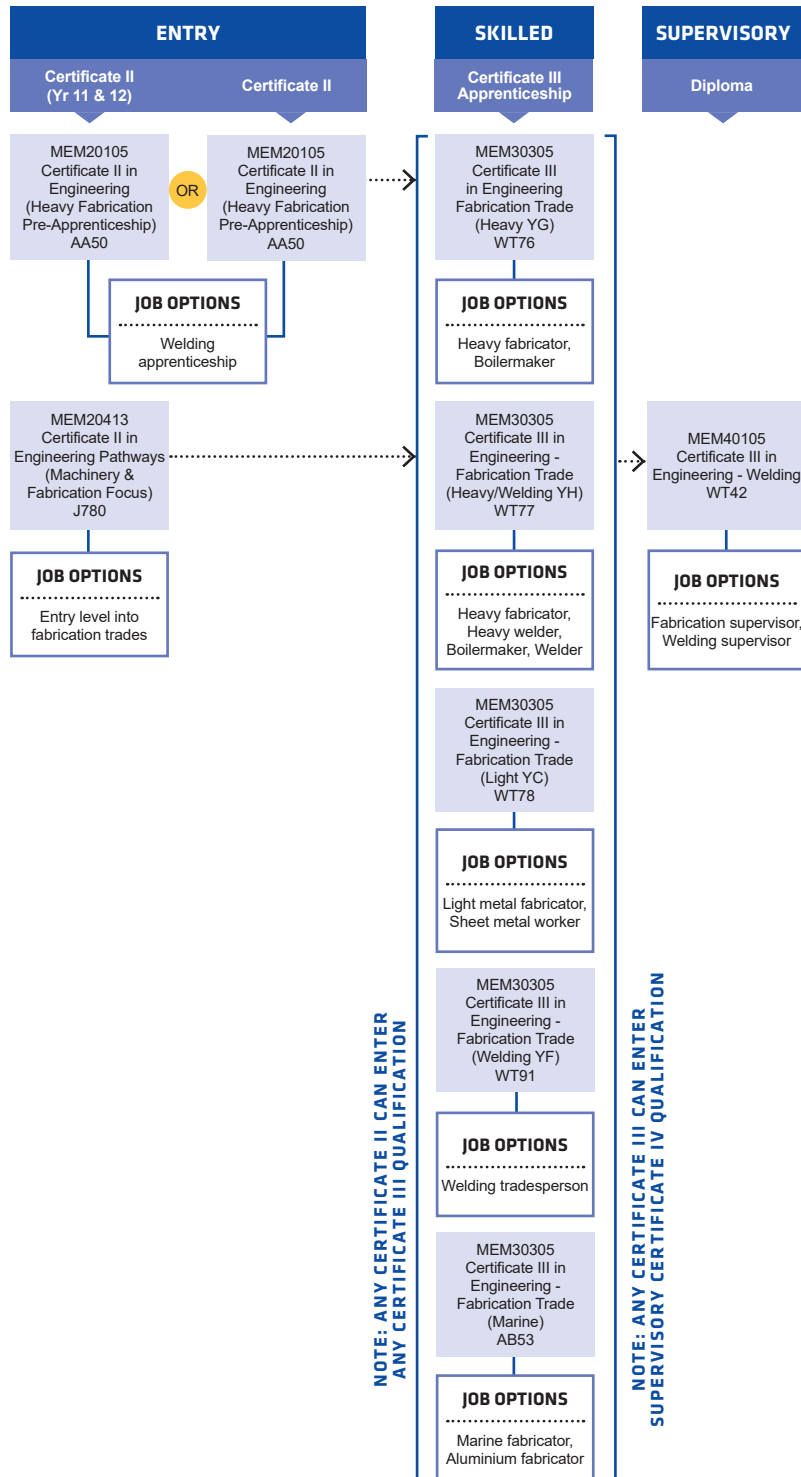 ENTRY
Certificate II
(Yr 11 & 12)
Certificate II
MEM20105
Certificate II in
Engineering
(Heavy Fabrication
Pre-Apprenticeship)
AA50
OR
MEM20105
Certificate II in
Engineering
(Heavy Fabrication
Pre-Apprenticeship)
AA50
JOB OPTIONS
Welding
apprenticeship
MEM20413
Certificate II in
Engineering Pathways
(Machinery &
Fabrication Focus)
J780
JOB OPTIONS
Entry level into
fabrication trades
NOTE: ANY CERTIFICATE II CAN ENTER
ANY CERTIFICATE III QUALIFICATION
SKILLED
Certificate III
Apprenticeship
MEM30305
Certificate III
in Engineering
Fabrication Trade
(Heavy YG)
WT76
JOB OPTIONS
Heavy fabricator,
Boilermaker
MEM30305
Certificate III in
Engineering -
Fabrication Trade
(Heavy/Welding YH)
WT77
JOB OPTIONS
Heavy fabricator,
Heavy welder,
Boilermaker, Welder
MEM30305
Certificate III in
Engineering -
Fabrication Trade
(Light YC)
WT78
JOB OPTIONS
Light metal fabricator,
Sheet metal worker
MEM30305
Certificate III in
Engineering -
Fabrication Trade
(Welding YF)
WT91
JOB OPTIONS
Welding tradesperson
MEM30305
Certificate III in
Engineering -
Fabrication Trade
(Marine)
AB53
JOB OPTIONS
Marine fabricator,
Aluminium fabricator
NOTE: ANY CERTIFICATE III CAN ENTER
SUPERVISORY CERTIFICATE IV QUALIFICATION
SUPERVISORY
Diploma
MEM40105
Certificate III in
Engineering - Welding
WT42
JOB OPTIONS
Fabrication supervisor,
Welding supervisor